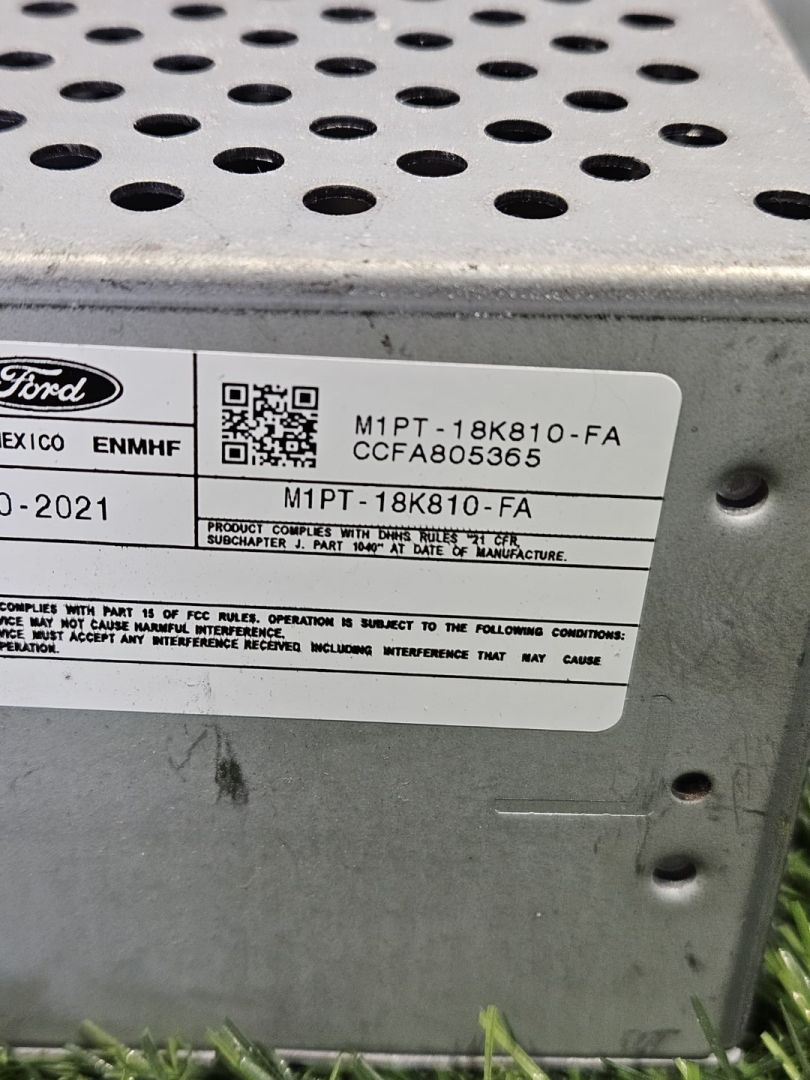 Ford
MEXICO ENMHF
0-2021
M1PT-18K810-FA
CCFA805365
M1PT-18K810-FA
PRODUCT COMPLIES WITH DHHS RULES "21 CFR,
SUBCHAPTER J, PART 1040" AT DATE OF MANUFACTURE.
COMPLIES WITH PART 15 OF FCC RULES. OPERATION IS SUBJECT TO THE FOLLOWING CONDITIONS:
VICE MAY NOT CAUSE HARMFUL INTERFERENCE,
VICE MUST ACCEPT ANY INTERFERENCE RECEIVED INCLUDING INTERFERENCE THAT MAY CAUSE
PERATION.